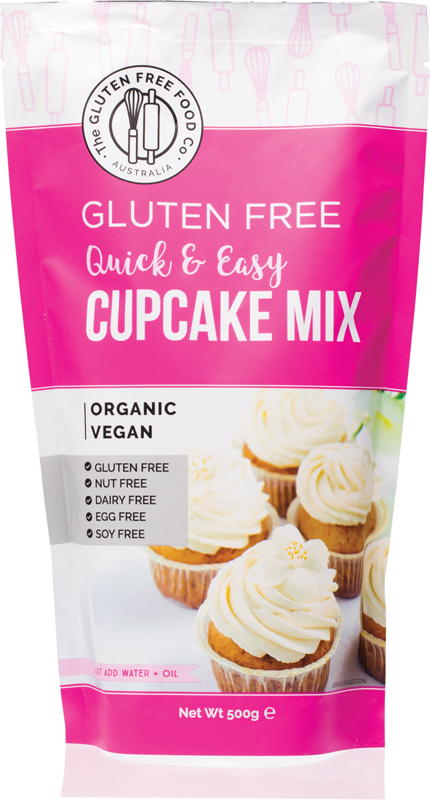 The GLUTEN FREE FOOD Co.
AUSTRALIA
GLUTEN FREE
Quick & Easy
CUPCAKE MIX
ORGANIC
VEGAN
GLUTEN FREE
NUT FREE
DAIRY FREE
EGG FREE
SOY FREE
ADD WATER + OIL
Net Wt 500g ℮